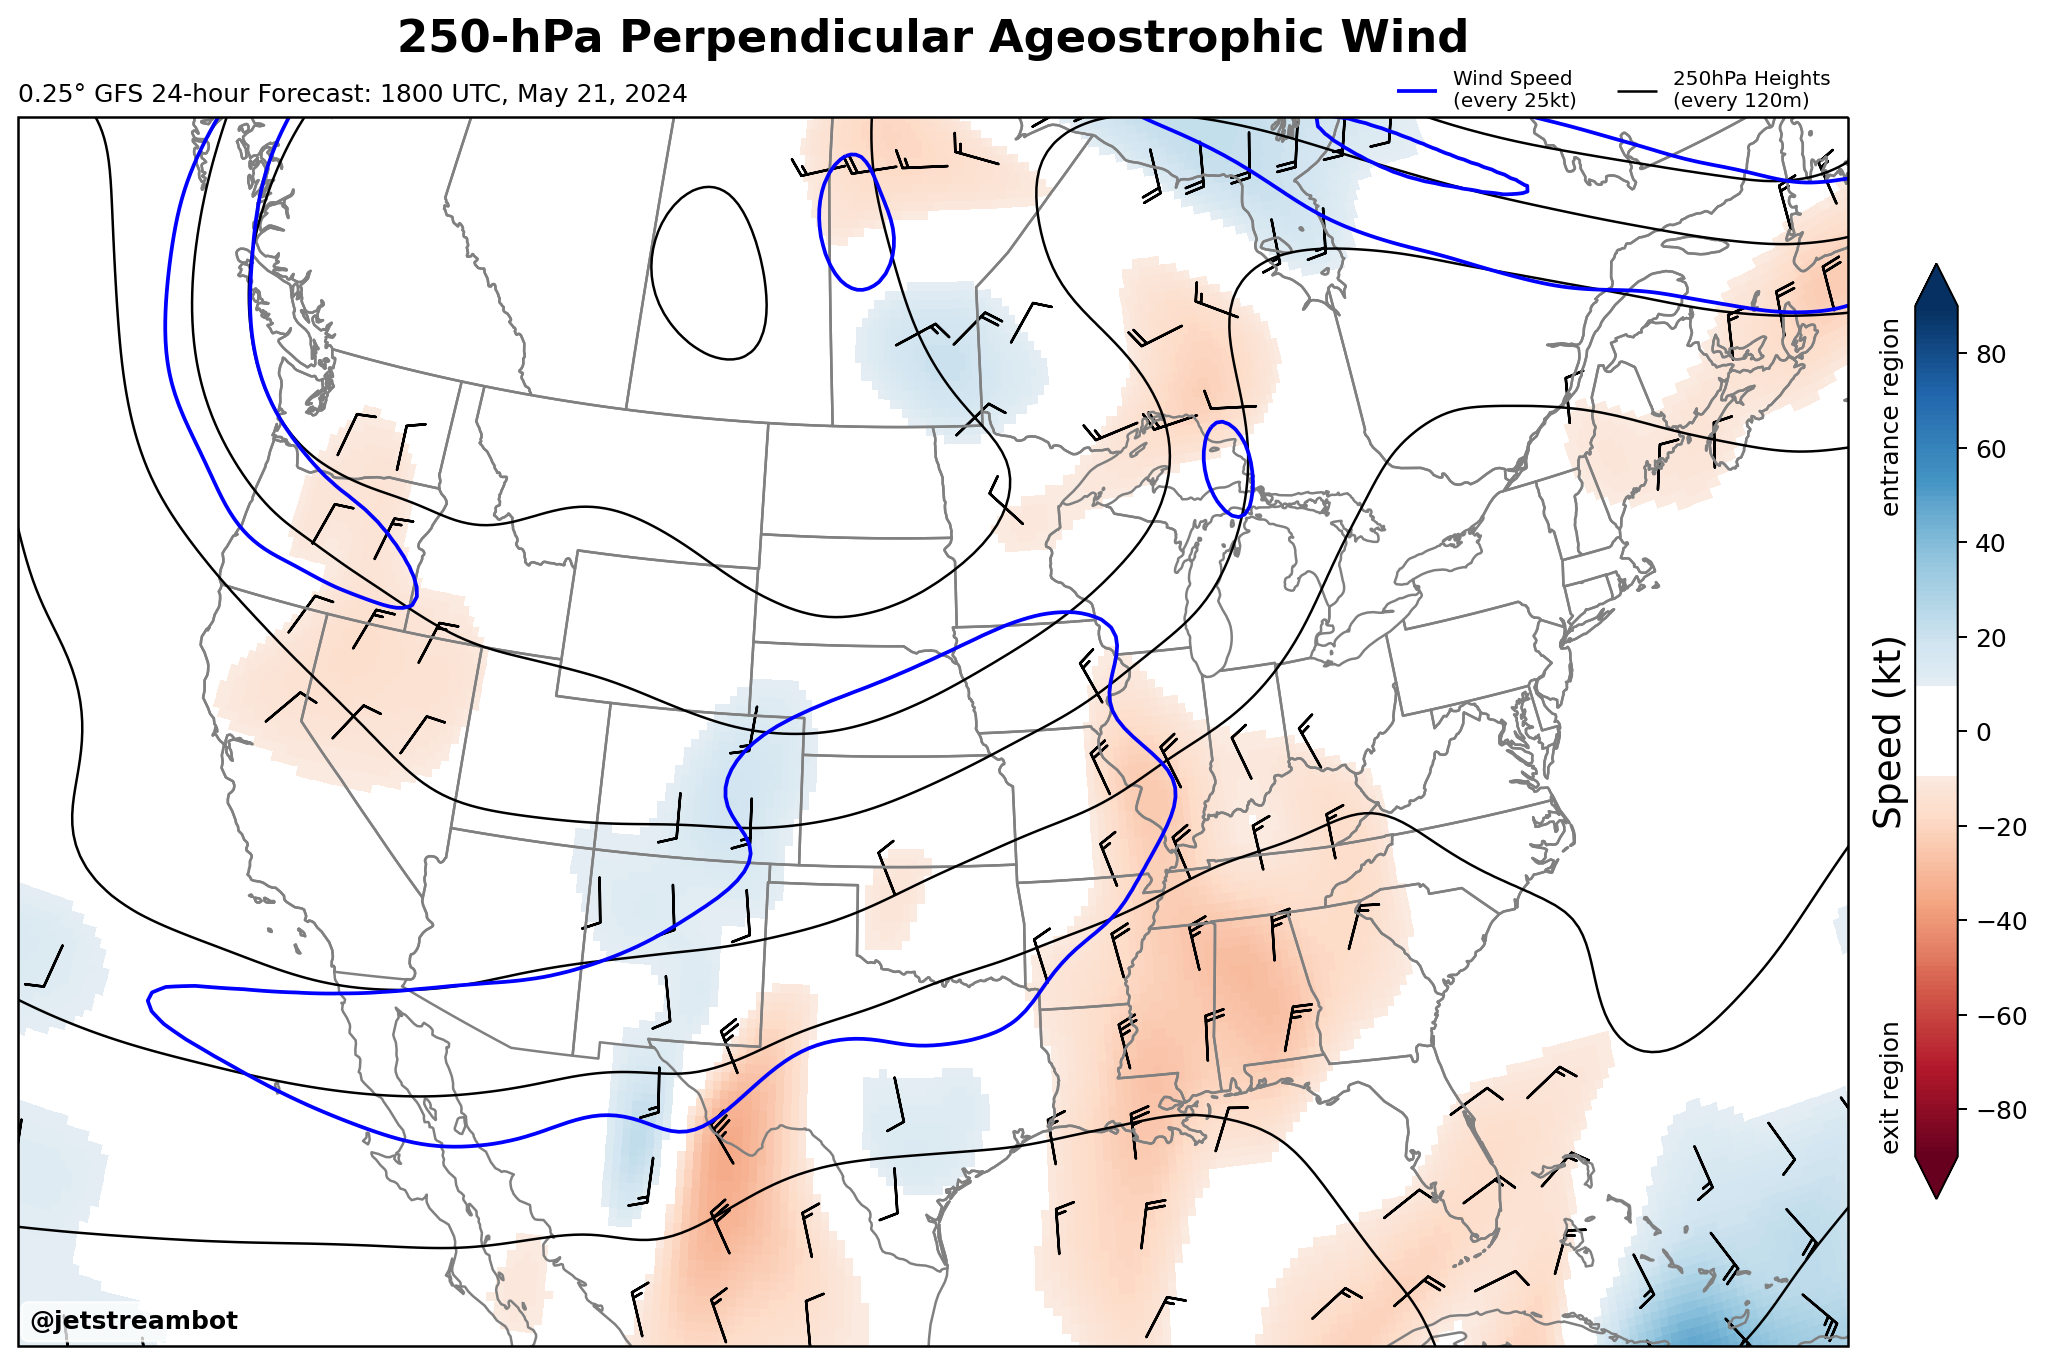 250-hPa Perpendicular Ageostrophic Wind
0.25° GFS 24-hour Forecast: 1800 UTC, May 21, 2024
Wind Speed
(every 25kt)
250hPa Heights
(every 120m)
entrance region
Speed (kt)
exit region
80
60
40
20
0
−20
−40
−60
−80
@jetstreambot